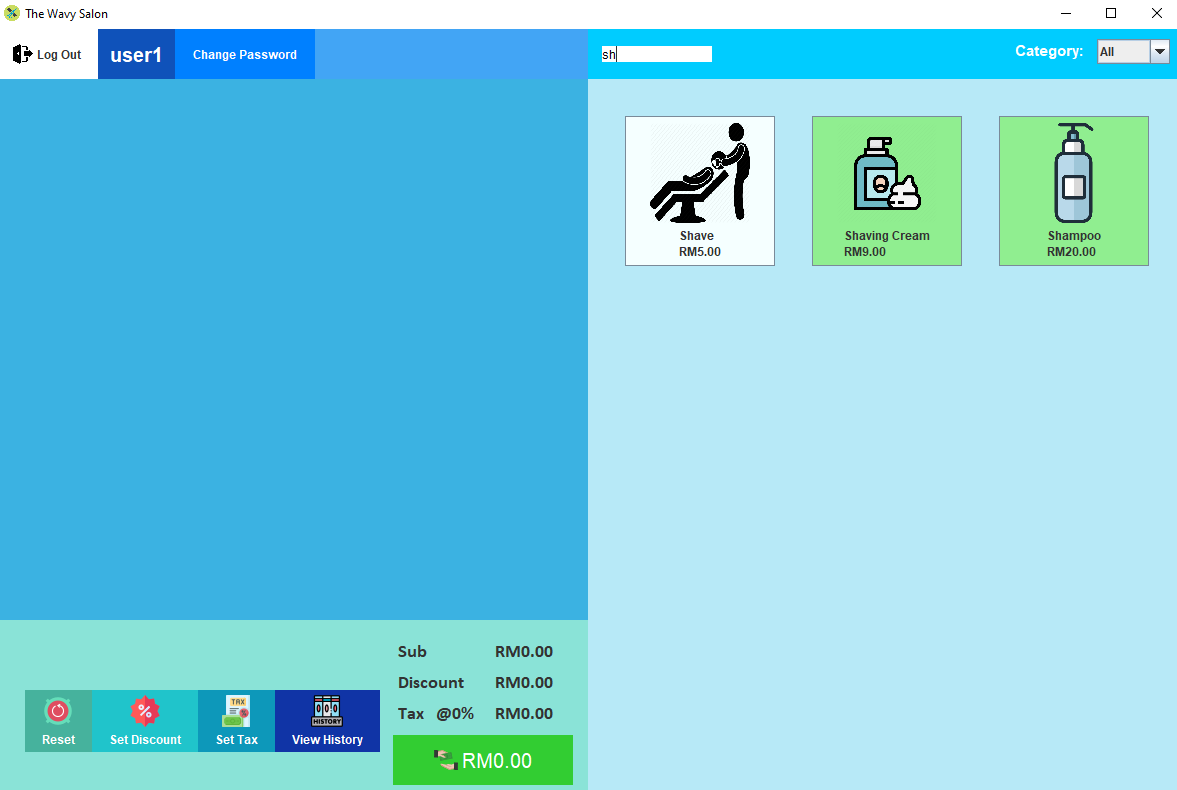 The Wavy Salon
Log Out
user1
Change Password
sh
Category:
All
Shave
RM5.00
Shaving Cream
RM9.00
Shampoo
RM20.00
Sub RM0.00
Discount RM0.00
Tax @0% RM0.00
TAX
HISTORY
Reset
Set Discount
Set Tax
View History
RM0.00